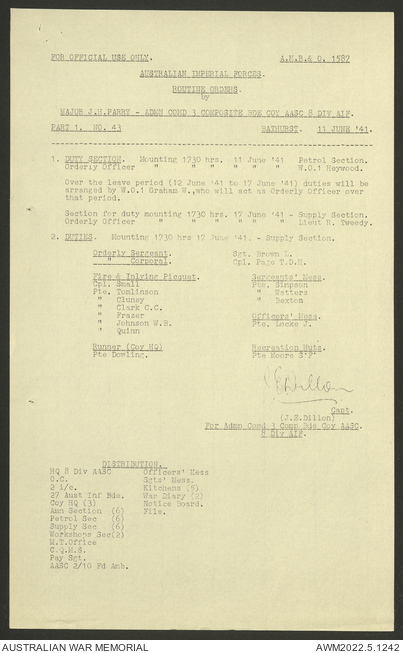 FOR OFFICIAL USE ONLY. A.M.B.& O. 1982
AUSTRALIAN IMPERIAL FORCES.
ROUTINE ORDERS.
by
MAJOR J.H.PARRY - ADMN COMD 3 COMPOSITE BDE COY AASC 8 DIV AIF.
PART 1. NO. 43 BATHURST. 11 JUNE '41.
1. DUTY SECTION. Mounting 1730 hrs. 11 June '41 Petrol Section.
Orderly Officer " " " " " " W.O.1 Heywood.
Over the leave period (12 June '41 to 17 June '41) duties will be
arranged by W.O.1 Graham W.,who will act as Orderly Officer over
that period.
Section for duty mounting 1730 hrs. 17 June '41 - Supply Section.
Orderly Officer " " " " " " Lieut R. Tweedy.
2. DUTIES. Mounting 1730 hrs 17 June '41. - Supply Section.
Orderly Sergeant. Sgt. Brown L.
" Corporal. Cpl. Page T.D.H.
Fire & Inlying Picquet. Sergeants' Mess.
Cpl. Small Pte. Simpson
Pte. Tomlinson " Watters
" Cluney " Dexton
" Clark C.C.
" Frazer Officers' Mess.
" Johnson W.B. Pte. Locke J.
" Quinn
Runner (Coy HQ) Recreation Huts.
Pte Dowling. Pte Moore S.F
J E Dillon
Capt.
(J.E.Dillon)
For Admn Comd 3 Comp Bde Coy AASC.
8 Div AIF.
DISTRIBUTION.
HQ 8 Div AASC Officers' Mess
O.C. Sgts' Mess.
2 i/c. Kitchens (5)
27 Aust Inf Bde. War Diary (2)
Coy HQ (3) Notice Board.
Amn Section (6) File.
Petrol Sec (6)
Supply Sec (6)
Workshops Sec(2)
M.T.Office
C.Q.M.S.
Pay Sgt.
AASC 2/10 Fd Amb.
AUSTRALIAN WAR MEMORIAL AWM2022.5.1242